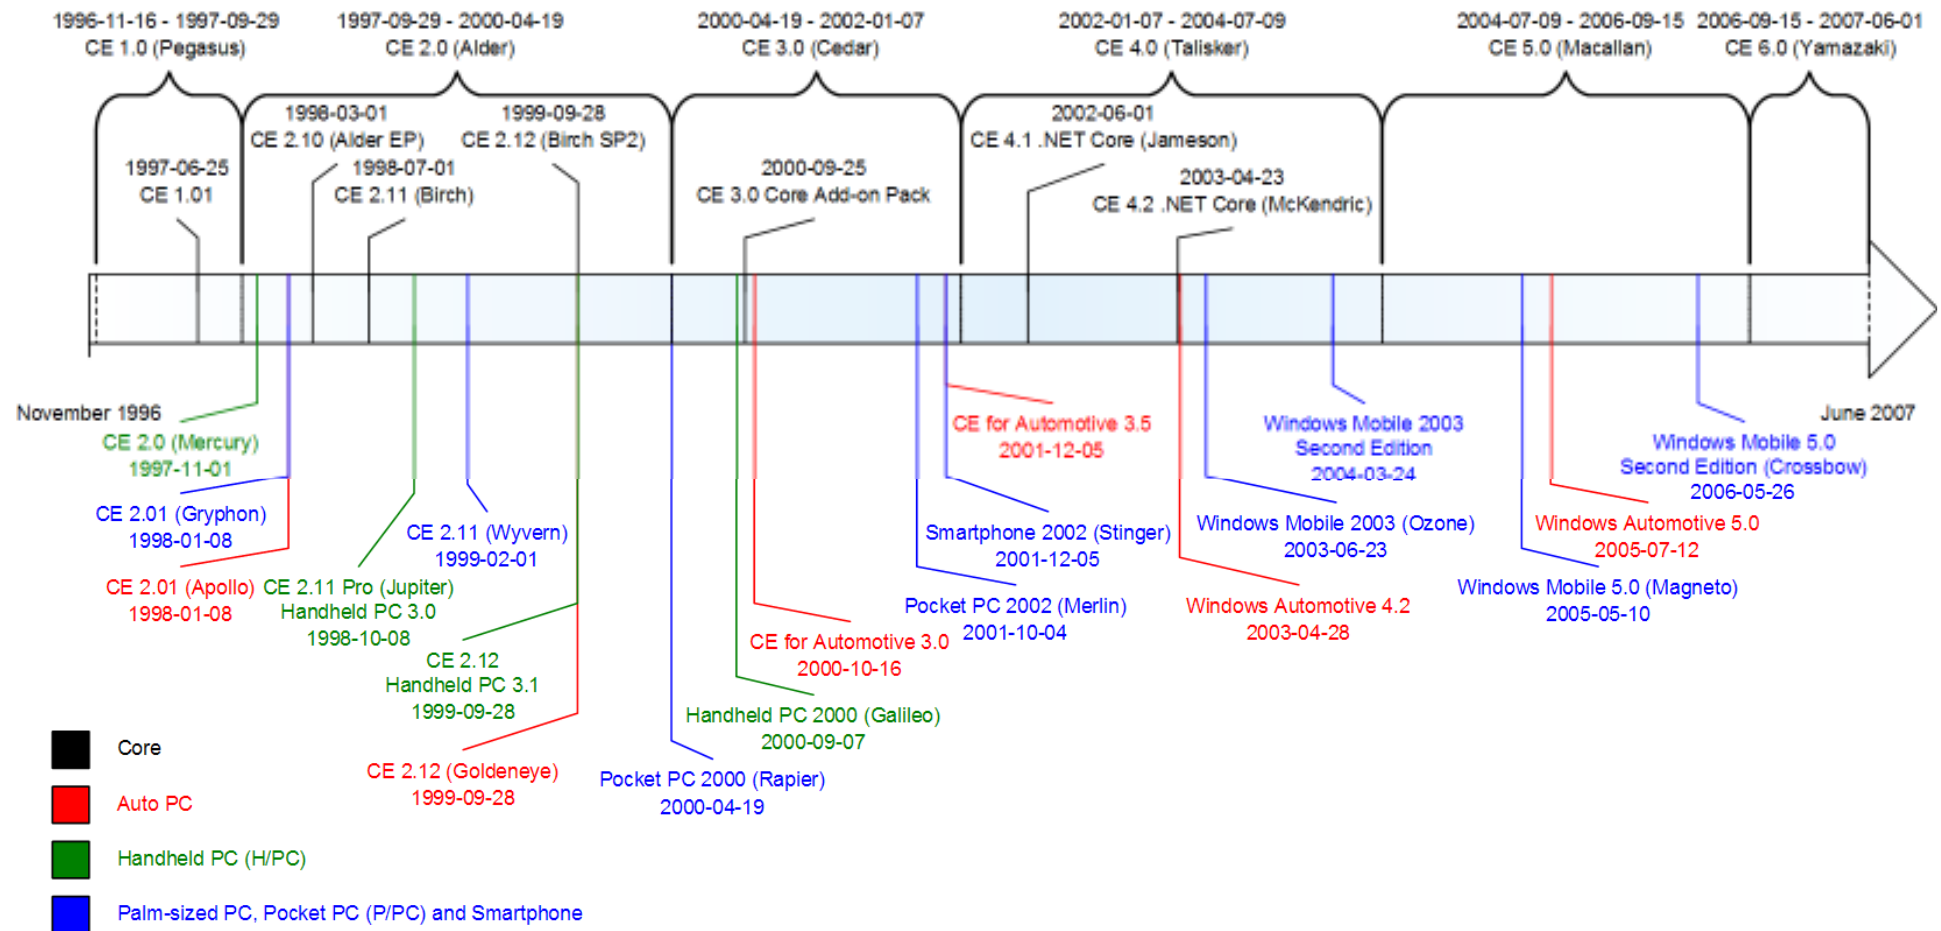 1996-11-16 - 1997-09-29
CE 1.0 (Pegasus)
1997-09-29 - 2000-04-19
CE 2.0 (Alder)
2000-04-19 - 2002-01-07
CE 3.0 (Cedar)
2002-01-07 - 2004-07-09
CE 4.0 (Talisker)
2004-07-09 - 2006-09-15
CE 5.0 (Macallan)
2006-09-15 - 2007-06-01
CE 6.0 (Yamazaki)
1997-06-25
CE 1.01
1998-03-01
CE 2.10 (Alder EP)
1998-07-01
CE 2.11 (Birch)
1999-09-28
CE 2.12 (Birch SP2)
2000-09-25
CE 3.0 Core Add-on Pack
2002-06-01
CE 4.1 .NET Core (Jameson)
2003-04-23
CE 4.2 .NET Core (McKendric)
November 1996
June 2007
CE 2.0 (Mercury)
1997-11-01
CE 2.01 (Gryphon)
1998-01-08
CE 2.01 (Apollo)
1998-01-08
CE 2.11 Pro (Jupiter)
Handheld PC 3.0
1998-10-08
CE 2.11 (Wyvern)
1999-02-01
CE 2.12
Handheld PC 3.1
1999-09-28
CE 2.12 (Goldeneye)
1999-09-28
Pocket PC 2000 (Rapier)
2000-04-19
Handheld PC 2000 (Galileo)
2000-09-07
CE for Automotive 3.0
2000-10-16
Pocket PC 2002 (Merlin)
2001-10-04
Smartphone 2002 (Stinger)
2001-12-05
CE for Automotive 3.5
2001-12-05
Windows Automotive 4.2
2003-04-28
Windows Mobile 2003 (Ozone)
2003-06-23
Windows Mobile 2003
Second Edition
2004-03-24
Windows Mobile 5.0 (Magneto)
2005-05-10
Windows Automotive 5.0
2005-07-12
Windows Mobile 5.0
Second Edition (Crossbow)
2006-05-26
Core
Auto PC
Handheld PC (H/PC)
Palm-sized PC, Pocket PC (P/PC) and Smartphone